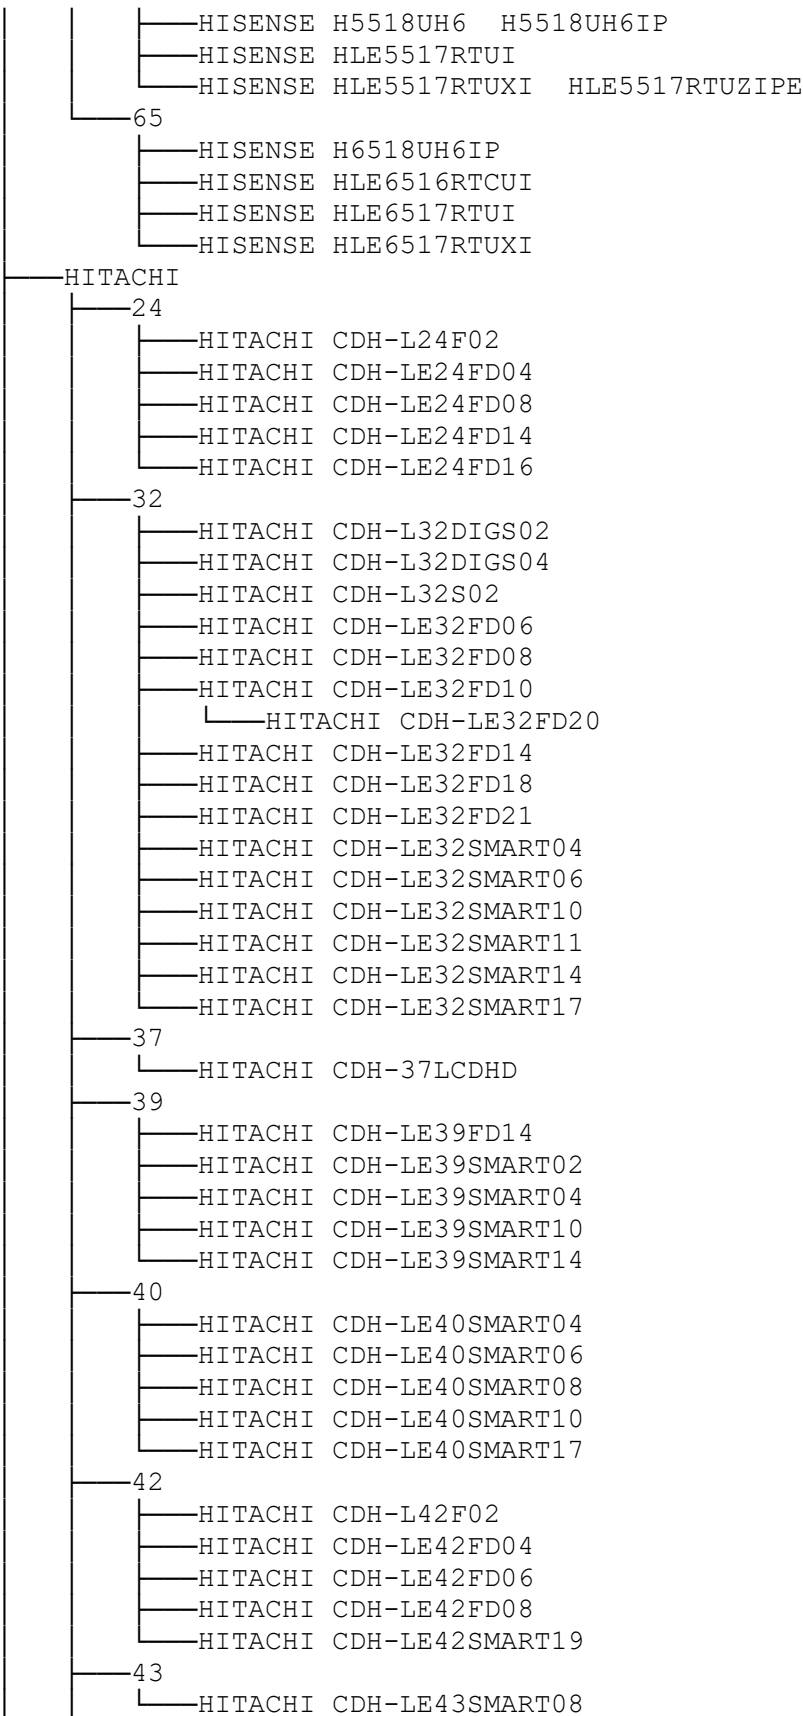 HISENSE H5518UH6  H5518UH6IP
HISENSE HLE5517RTUI
HISENSE HLE5517RTUXI  HLE5517RTUZIPE
65
HISENSE H6518UH6IP
HISENSE HLE6516RTCUI
HISENSE HLE6517RTUI
HISENSE HLE6517RTUXI
HITACHI
24
HITACHI CDH-L24F02
HITACHI CDH-LE24FD04
HITACHI CDH-LE24FD08
HITACHI CDH-LE24FD14
HITACHI CDH-LE24FD16
32
HITACHI CDH-L32DIGS02
HITACHI CDH-L32DIGS04
HITACHI CDH-L32S02
HITACHI CDH-LE32FD06
HITACHI CDH-LE32FD08
HITACHI CDH-LE32FD10
HITACHI CDH-LE32FD20
HITACHI CDH-LE32FD14
HITACHI CDH-LE32FD18
HITACHI CDH-LE32FD21
HITACHI CDH-LE32SMART04
HITACHI CDH-LE32SMART06
HITACHI CDH-LE32SMART10
HITACHI CDH-LE32SMART11
HITACHI CDH-LE32SMART14
HITACHI CDH-LE32SMART17
37
HITACHI CDH-37LCDHD
39
HITACHI CDH-LE39FD14
HITACHI CDH-LE39SMART02
HITACHI CDH-LE39SMART04
HITACHI CDH-LE39SMART10
HITACHI CDH-LE39SMART14
40
HITACHI CDH-LE40SMART04
HITACHI CDH-LE40SMART06
HITACHI CDH-LE40SMART08
HITACHI CDH-LE40SMART10
HITACHI CDH-LE40SMART17
42
HITACHI CDH-L42F02
HITACHI CDH-LE42FD04
HITACHI CDH-LE42FD06
HITACHI CDH-LE42FD08
HITACHI CDH-LE42SMART19
43
HITACHI CDH-LE43SMART08